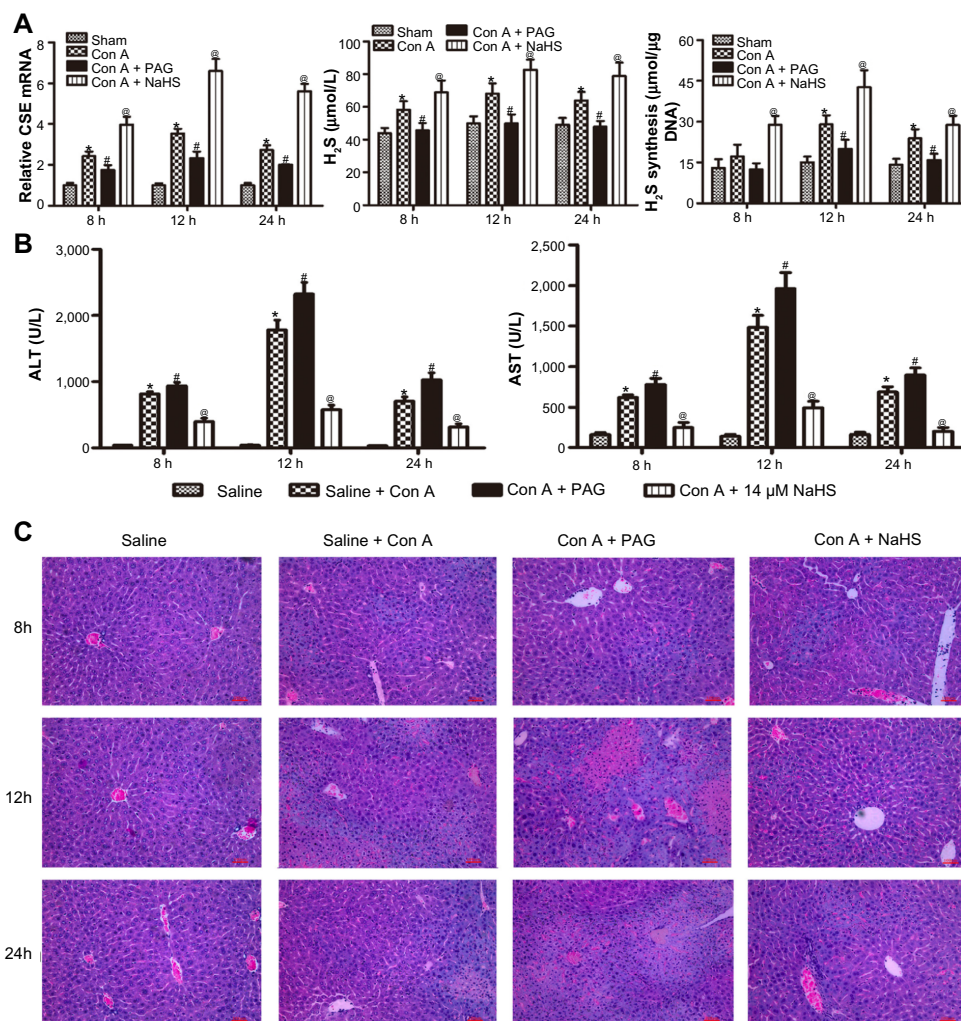 A
Relative CSE mRNA
8
6
4
2
0
Sham
Con A
Con A + PAG
Con A + NaHS
* # @
* # @
* # @
8 h 12 h 24 h
H2S (μmol/L)
100
80
60
40
20
0
Sham Con A + PAG
Con A Con A + NaHS
* # @
* # @
* # @
8 h 12 h 24 h
H2S synthesis (μmol/μg
DNA)
60
45
30
15
0
Sham
Con A
Con A + PAG
Con A + NaHS
@
* # @
* # @
8 h 12 h 24 h
B
ALT (U/L)
3,000
2,000
1,000
0
* # @
* # @
* # @
8 h 12 h 24 h
AST (U/L)
2,500
2,000
1,500
1,000
500
0
* # @
* # @
* # @
8 h 12 h 24 h
Saline Saline + Con A Con A + PAG Con A + 14 μM NaHS
C
Saline Saline + Con A Con A + PAG Con A + NaHS
8h
12h
24h